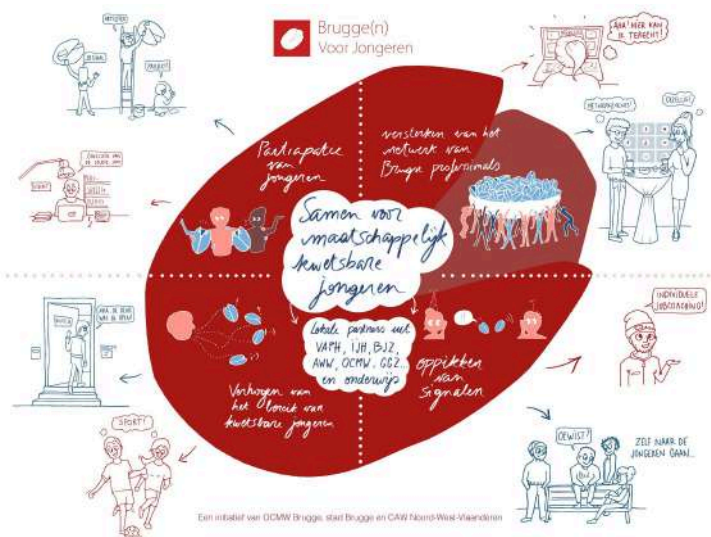 Brugge(n)
Voor Jongeren
Participatie
van
jongeren
versterken van het
netwerk van
Brugse professionals
Samen voor
maatschappelijk
kwetsbare
jongeren
Lokale partners uit
VAPH, IJH, BJZ,
AWW, OCMW, GGZ...
en onderwijs
Verhogen van
het bereik van
kwetsbare jongeren
oppikken
van
signalen
AHA! HIER KAN
IK TERECHT!
GEZELLIG!
INDIVIDUELE
JOBCOACHING!
GEWIST?
ZELF NAAR DE
JONGEREN GAAN...
SPORT!
Een initiatief van OCMW Brugge, stad Brugge en CAW Noord-West-Vlaanderen